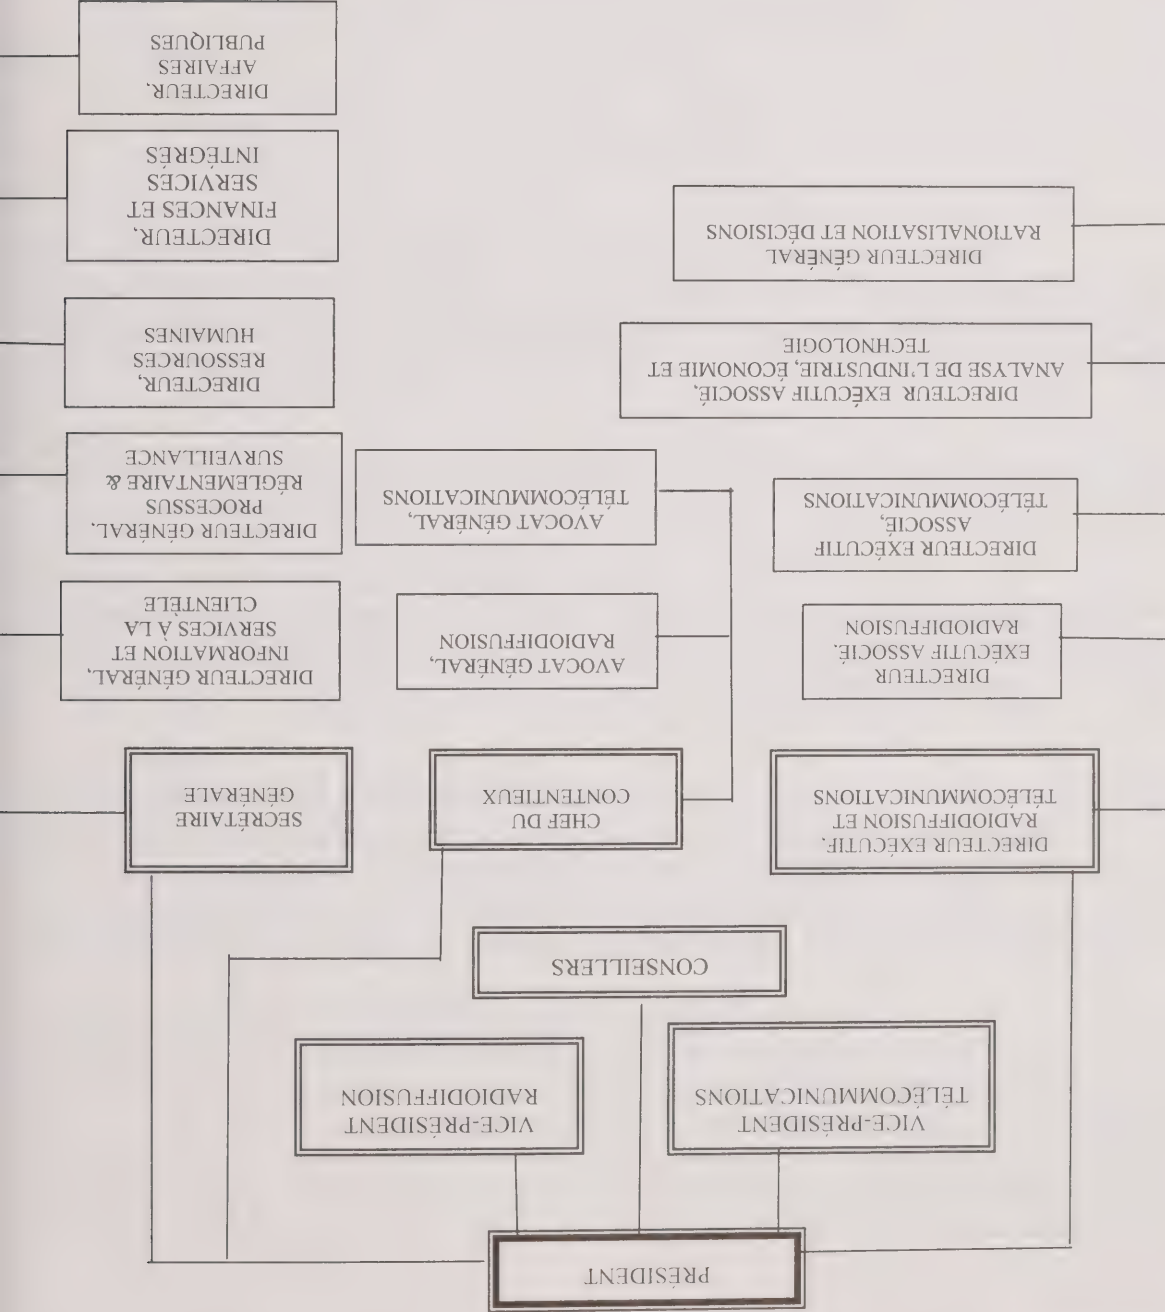 PRÉSIDENT
VICE-PRÉSIDENT
TÉLÉCOMMUNICATIONS
VICE-PRÉSIDENT
RADIODIFFUSION
CONSEILLERS
DIRECTEUR EXÉCUTIF.
RADIODIFFUSION ET
TÉLÉCOMMUNICATIONS
CHEF DU
CONTENTIEUX
SECRÉTAIRE
GÉNÉRALE
DIRECTEUR
EXÉCUTIF ASSOCIÉ.
RADIODIFFUSION
AVOCAT GÉNÉRAL,
RADIODIFFUSION
DIRECTEUR GÉNÉRAL,
INFORMATION ET
SERVICES À LA
CLIENTÈLE
DIRECTEUR EXÉCUTIF
ASSOCIÉ,
TÉLÉCOMMUNICATIONS
AVOCAT GÉNÉRAL,
TÉLÉCOMMUNICATIONS
DIRECTEUR GÉNÉRAL.
PROCESSUS
RÉGLEMENTAIRE &
SURVEILLANCE
DIRECTEUR EXÉCUTIF ASSOCIÉ,
ANALYSE DE L'INDUSTRIE, ÉCONOMIE ET
TECHNOLOGIE
DIRECTEUR,
RESSOURCES
HUMAINES
DIRECTEUR GÉNÉRAL
RATIONALISATION ET DÉCISIONS
DIRECTEUR,
FINANCES ET
SERVICES
INTÉGRÉS
DIRECTEUR.
AFFAIRES
PUBLIQUES